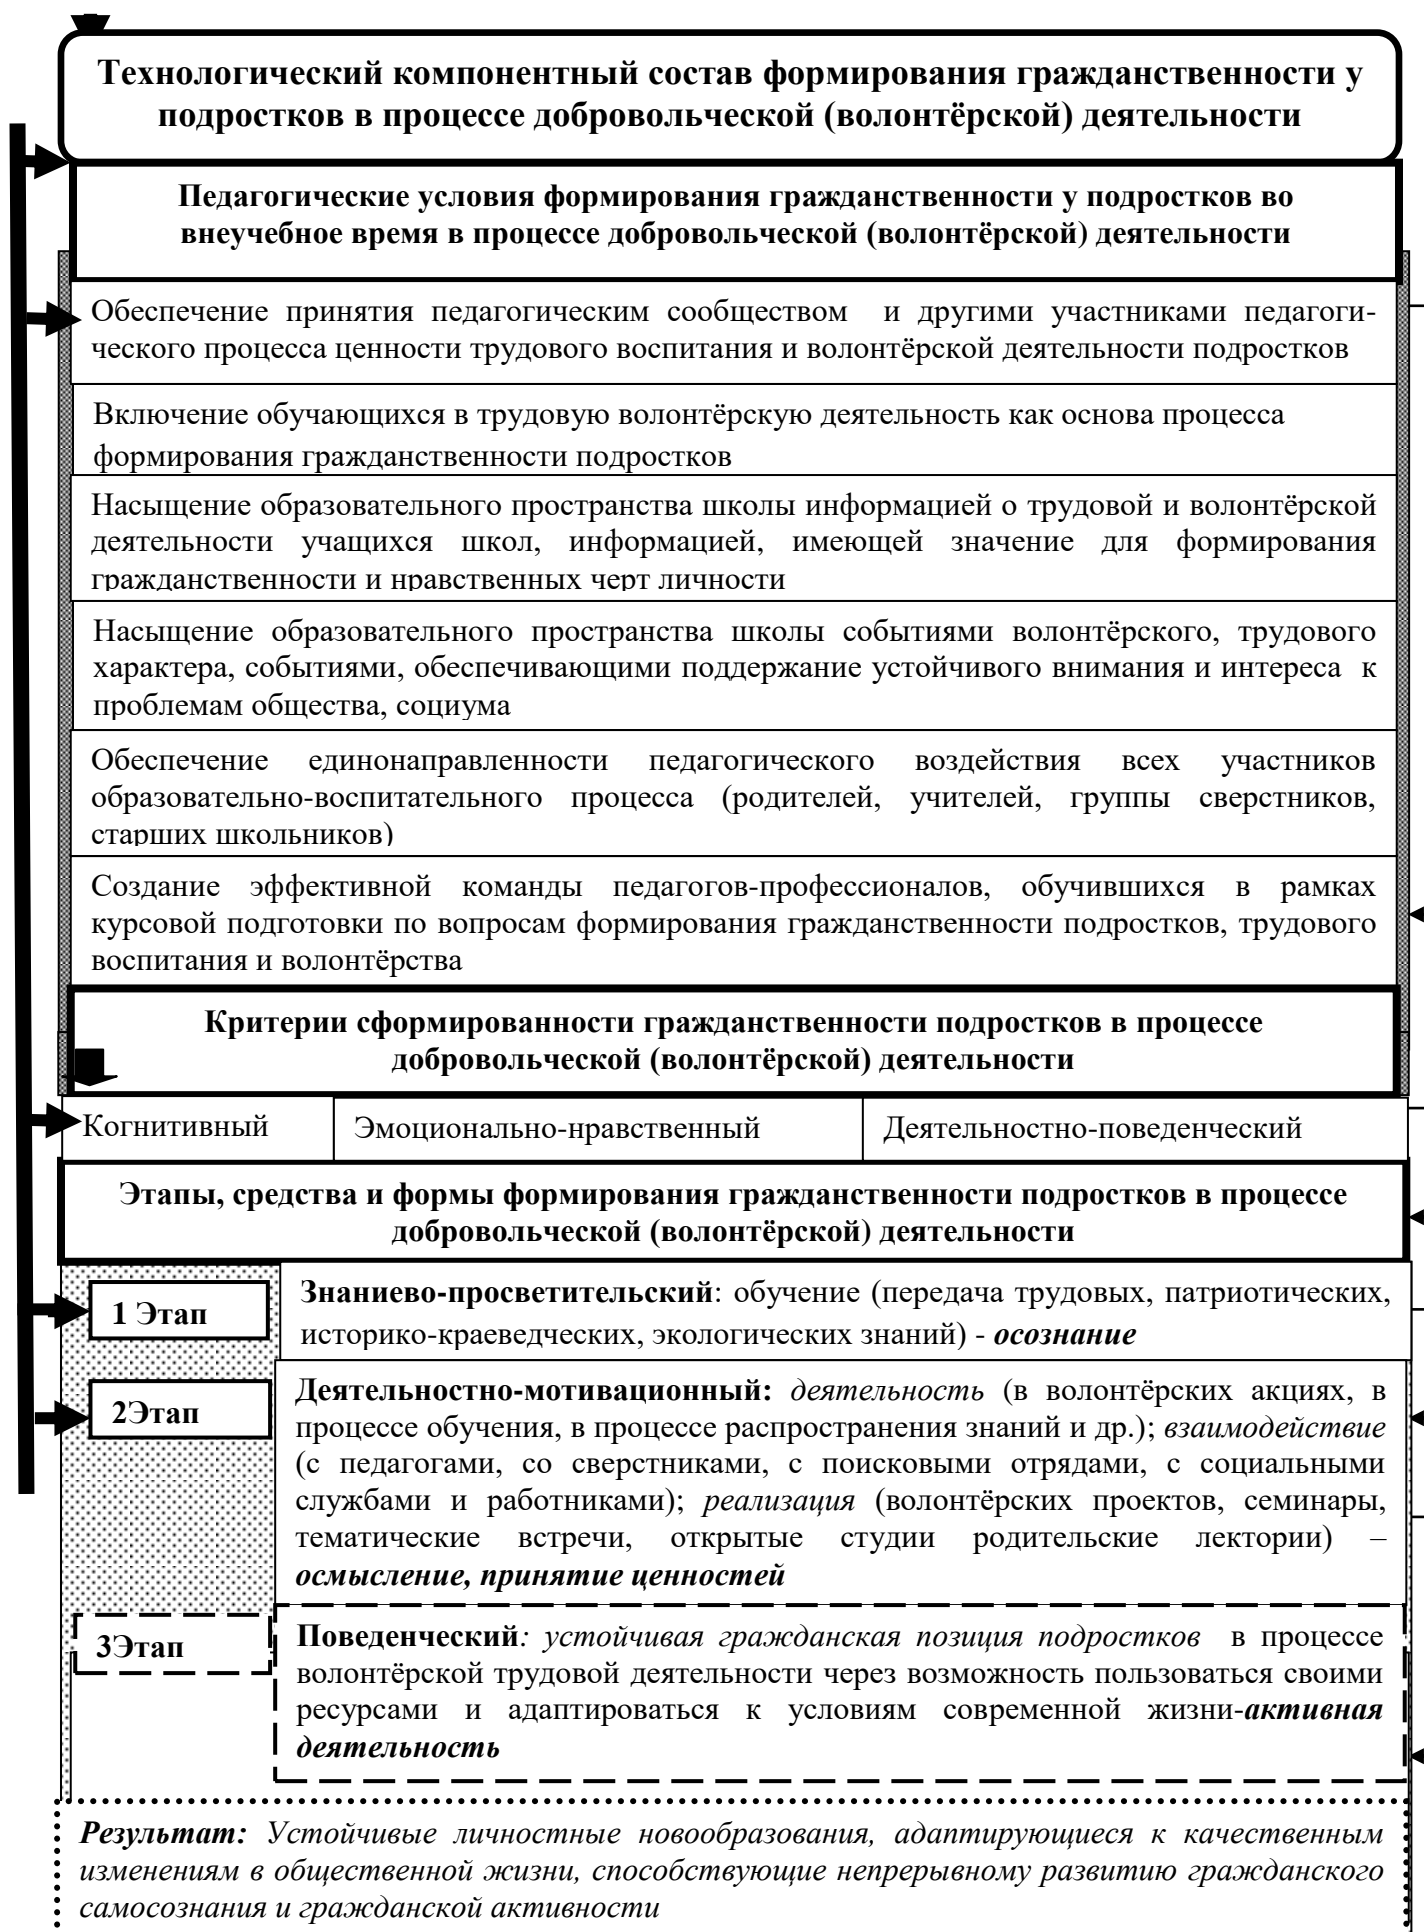 Технологический компонентный состав формирования гражданственности у
подростков в процессе добровольческой (волонтёрской) деятельности
Педагогические условия формирования гражданственности у подростков во
внеучебное время в процессе добровольческой (волонтёрской) деятельности
Обеспечение принятия педагогическим сообществом и другими участниками педагоги-
ческого процесса ценности трудового воспитания и волонтёрской деятельности подростков
Включение обучающихся в трудовую волонтёрскую деятельность как основа процесса
формирования гражданственности подростков
Насыщение образовательного пространства школы информацией о трудовой и волонтёрской
деятельности учащихся школ, информацией, имеющей значение для формирования
гражданственности и нравственных черт личности
Насыщение образовательного пространства школы событиями волонтёрского, трудового
характера, событиями, обеспечивающими поддержание устойчивого внимания и интереса к
проблемам общества, социума
Обеспечение единонаправленности педагогического воздействия всех участников
образовательно-воспитательного процесса (родителей, учителей, группы сверстников,
старших школьников)
Создание эффективной команды педагогов-профессионалов, обучившихся в рамках
курсовой подготовки по вопросам формирования гражданственности подростков, трудового
воспитания и волонтёрства
Критерии сформированности гражданственности подростков в процессе
добровольческой (волонтёрской) деятельности
Когнитивный
Эмоционально-нравственный
Деятельностно-поведенческий
Этапы, средства и формы формирования гражданственности подростков в процессе
добровольческой (волонтёрской) деятельности
1 Этап
Знаниево-просветительский: обучение (передача трудовых, патриотических,
историко-краеведческих, экологических знаний) - осознание
2Этап
Деятельностно-мотивационный: деятельность (в волонтёрских акциях, в
процессе обучения, в процессе распространения знаний и др.); взаимодействие
(с педагогами, со сверстниками, с поисковыми отрядами, с социальными
службами и работниками); реализация (волонтёрских проектов, семинары,
тематические встречи, открытые студии родительские лектории) –
осмысление, принятие ценностей
3Этап
Поведенческий: устойчивая гражданская позиция подростков в процессе
волонтёрской трудовой деятельности через возможность пользоваться своими
ресурсами и адаптироваться к условиям современной жизни-активная
деятельность
Результат: Устойчивые личностные новообразования, адаптирующиеся к качественным
изменениям в общественной жизни, способствующие непрерывному развитию гражданского
самосознания и гражданской активности